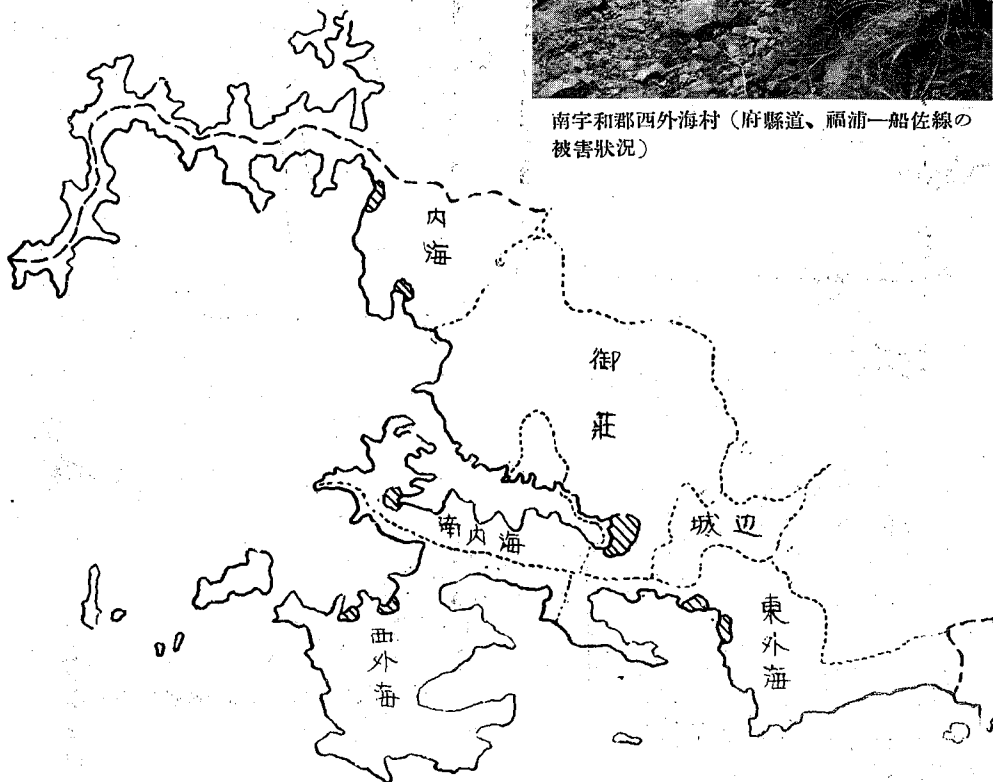 南宇和郡西外海村（府縣道、福浦—船佐線の
被害狀況）
内海
御莊
城辺
南内海
東外海
西外海